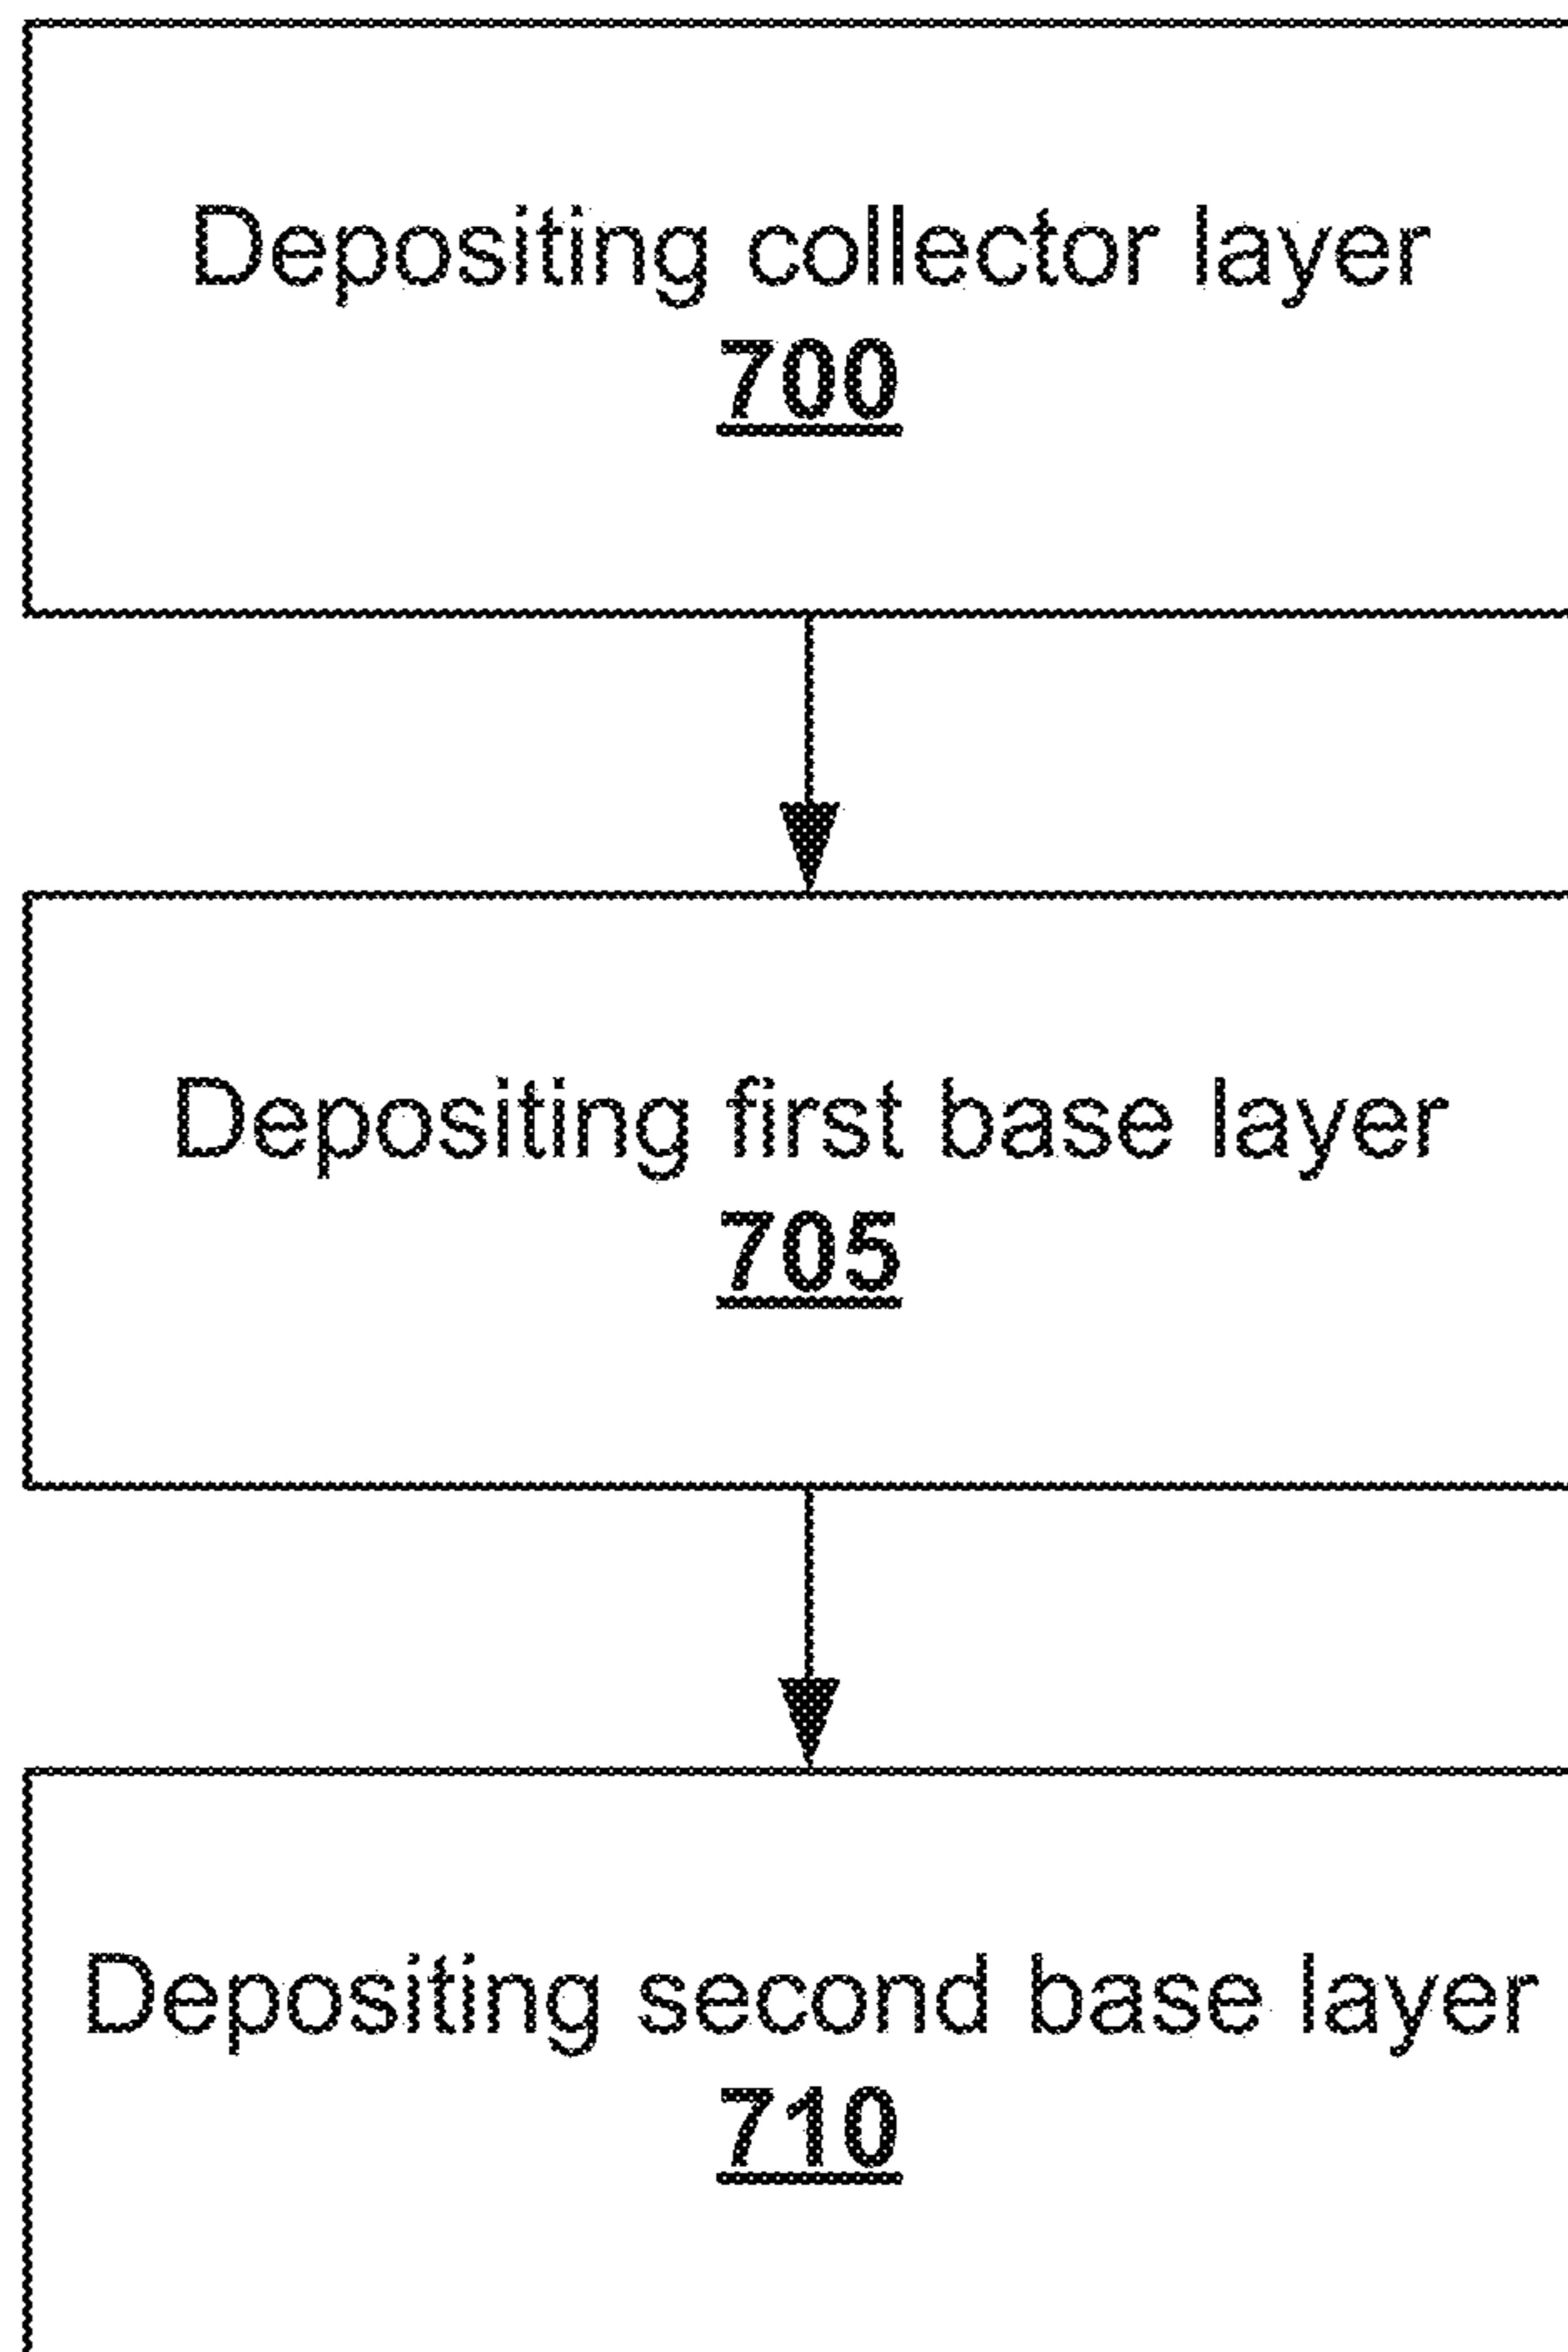 Depositing collector layer
700
Depositing first base layer
705
Depositing second base layer
710